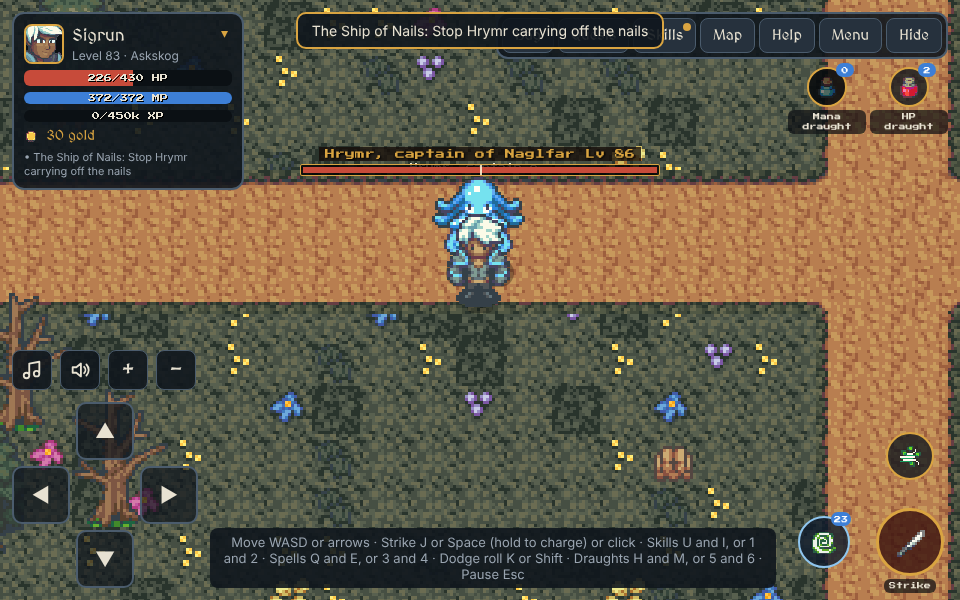 Sigrun
Level 83 · Askskog
226/430 HP
372/372 MP
0/450k XP
30 gold
• The Ship of Nails: Stop Hrymr
carrying off the nails
The Ship of Nails: Stop Hrymr carrying off the nails
Map
Help
Menu
Hide
0
Mana
draught
2
HP
draught
Hrymr, captain of Naglfar Lv 86
+
−
23
Strike
Move WASD or arrows · Strike J or Space (hold to charge) or click · Skills U and I, or 1
and 2 · Spells Q and E, or 3 and 4 · Dodge roll K or Shift · Draughts H and M, or 5 and 6 ·
Pause Esc